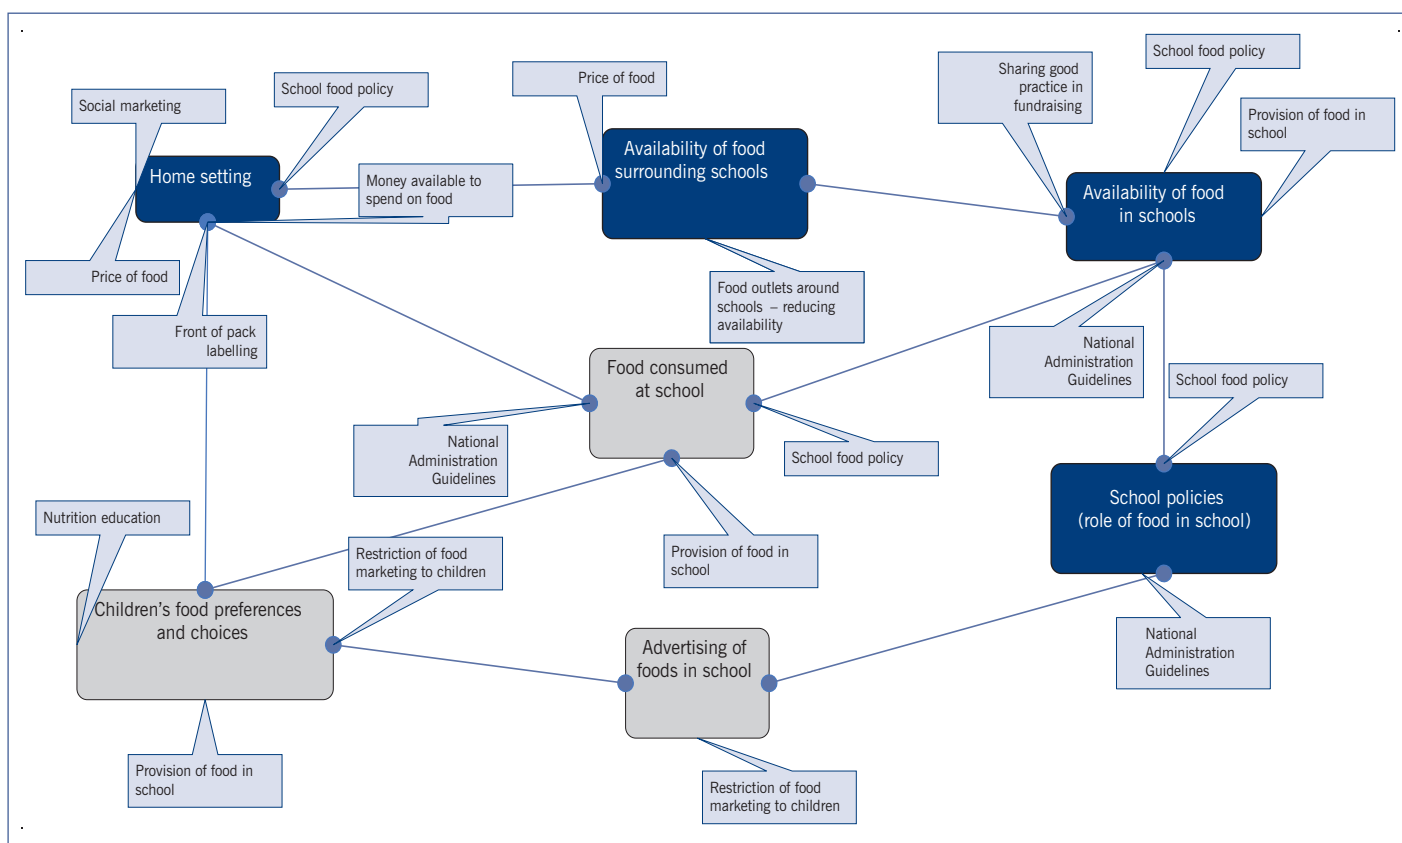 School food policy
Sharing good
practice in
fundraising
Price of food
School food policy
Social marketing
Provision of food in
school
Availability of food
surrounding schools
Home setting
Money available to
spend on food
Availability of food
in schools
Price of food
Food outlets around
schools – reducing
availability
Front of pack
labelling
National
Administration
Guidelines
Food consumed
at school
School food policy
National
Administration
Guidelines
School food policy
School policies
(role of food in school)
Nutrition education
Restriction of food
marketing to children
Provision of food in
school
Children’s food preferences
and choices
Advertising of
foods in school
National
Administration
Guidelines
Provision of food in
school
Restriction of food
marketing to children